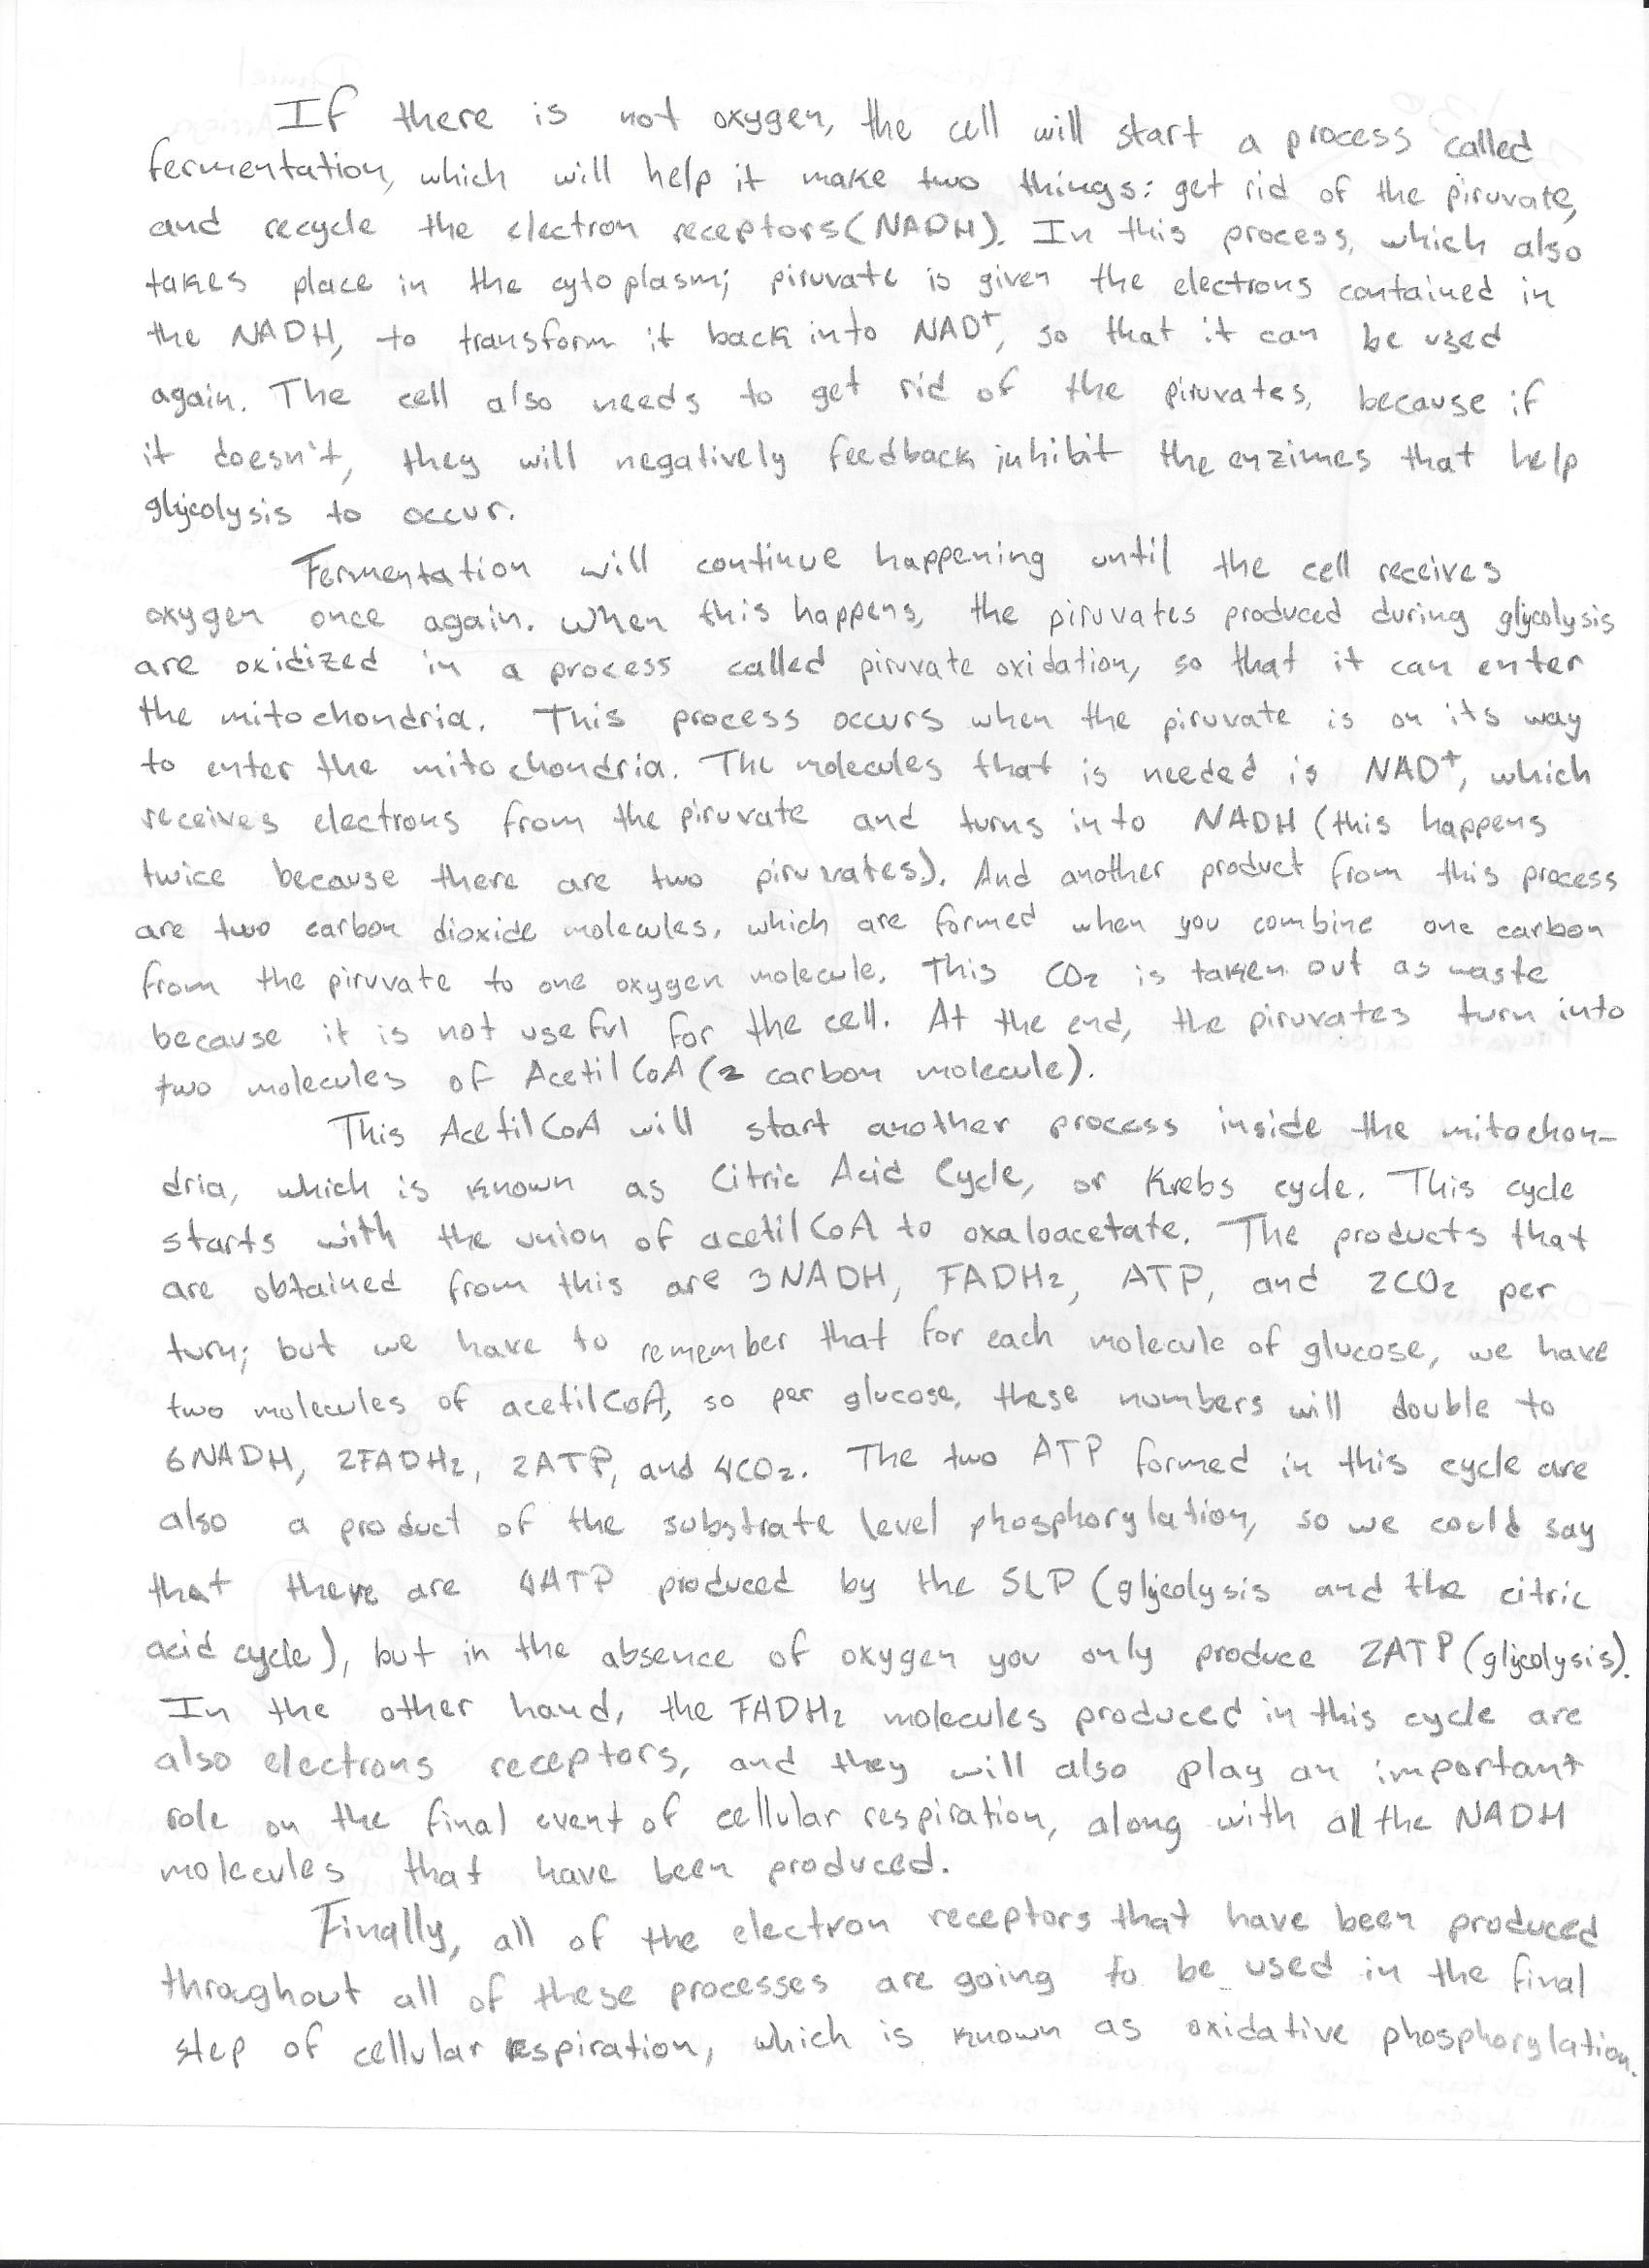 If there is not oxygen, the cell will start a process called
fermentation, which will help it make two things: get rid of the piruvate,
and recycle the electron receptors (NADH). In this process, which also
takes place in the cytoplasm; piruvate is given the electrons contained in
the NADH, to transform it back into NAD+, so that it can be used
again. The cell also needs to get rid of the piruvates, because if
it doesn't, they will negatively feedback inhibit the enzimes that help
glycolysis to occur.
Fermentation will continue happening until the cell receives
oxygen once again. When this happens, the piruvates produced during glycolysis
are oxidized in a process called piruvate oxidation, so that it can enter
the mitochondria. This process occurs when the piruvate is on its way
to enter the mitochondria. The molecules that is needed is NAD+, which
receives electrons from the piruvate and turns into NADH (this happens
twice because there are two piruvates). And another product from this process
are two carbon dioxide molecules, which are formed when you combine one carbon
from the piruvate to one oxygen molecule. This CO2 is taken out as waste
because it is not useful for the cell. At the end, the piruvates turn into
two molecules of Acetil CoA (2 carbon molecule).
This Acetil CoA will start another process inside the mitochon-
dria, which is known as Citric Acid Cycle, or Krebs cycle. This cycle
starts with the union of acetil CoA to oxaloacetate. The products that
are obtained from this are 3NADH, FADH2, ATP, and 2CO2 per
turn; but we have to remember that for each molecule of glucose, we have
two molecules of acetil CoA, so per glucose, these numbers will double to
6NADH, 2FADH2, 2ATP, and 4CO2. The two ATP formed in this cycle are
also a product of the substrate level phosphorylation, so we could say
that there are 4ATP produced by the SLP (glycolysis and the citric
acid cycle), but in the absence of oxygen you only produce 2ATP (glycolysis).
In the other hand, the FADH2 molecules produced in this cycle are
also electrons receptors, and they will also play an important
role on the final event of cellular respiration, along with all the NADH
molecules that have been produced.
Finally, all of the electron receptors that have been produced
throughout all of these processes are going to be used in the final
step of cellular respiration, which is known as oxidative phosphorylation.